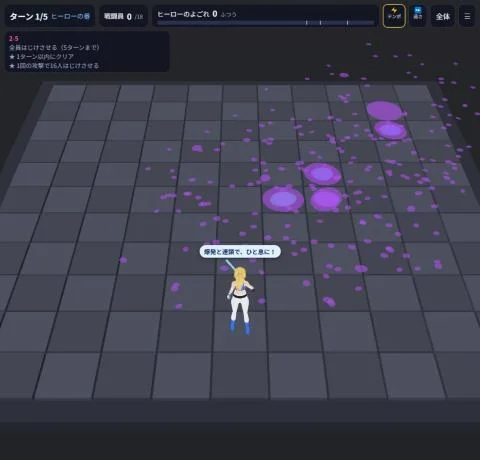 ターン 1/5 ヒーローの番
戦闘員 0 /18
ヒーローのよごれ 0 ふつう
テンポ
速さ
全体
2-5
全員はじけさせる（5ターンまで）
★ 1ターン以内にクリア
★ 1回の攻撃で16人はじけさせる
爆発と連鎖で、ひと息に！